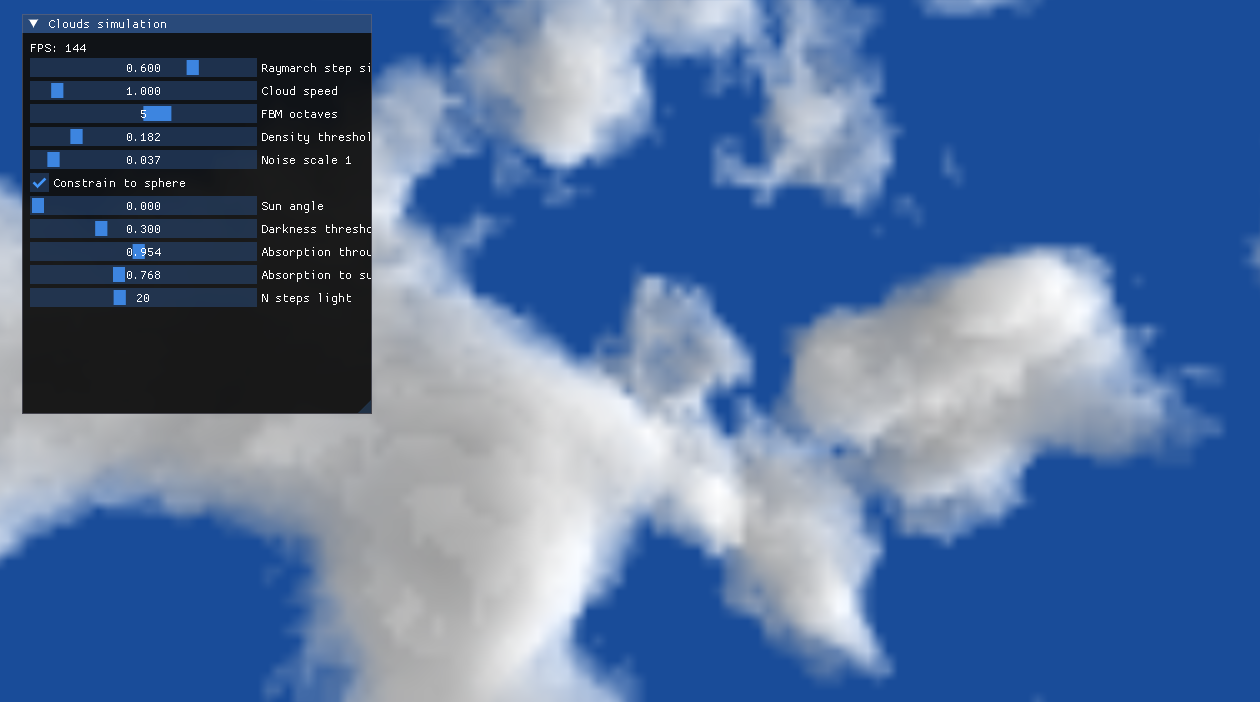 Clouds simulation
FPS: 144
0.600 Raymarch step si
1.000 Cloud speed
5 FBM octaves
0.182 Density threshol
0.037 Noise scale 1
Constrain to sphere
0.000 Sun angle
0.300 Darkness thresho
0.954 Absorption throu
0.768 Absorption to su
20 N steps light